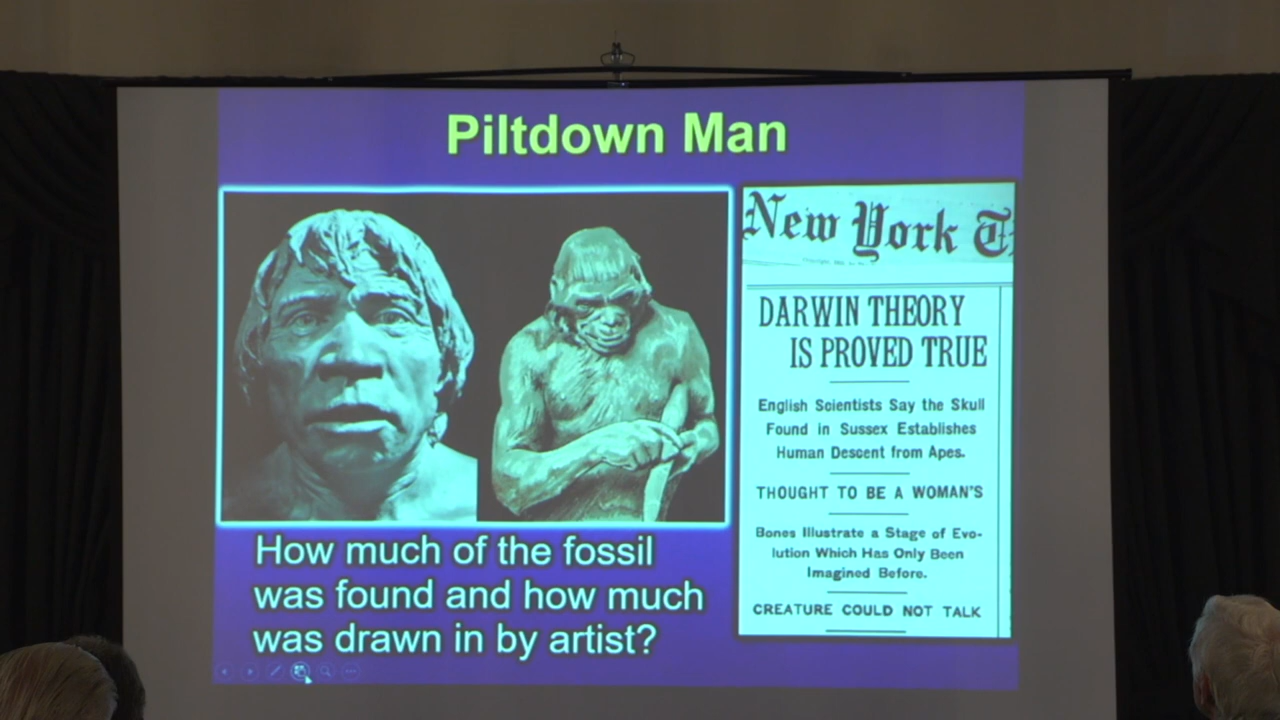 Piltdown Man
New York T
DARWIN THEORY
IS PROVED TRUE
English Scientists Say the Skull
Found in Sussex Establishes
Human Descent from Apes.
THOUGHT TO BE A WOMAN'S
Bones Illustrate a Stage of Evo-
lution Which Has Only Been
Imagined Before.
CREATURE COULD NOT TALK
How much of the fossil
was found and how much
was drawn in by artist?